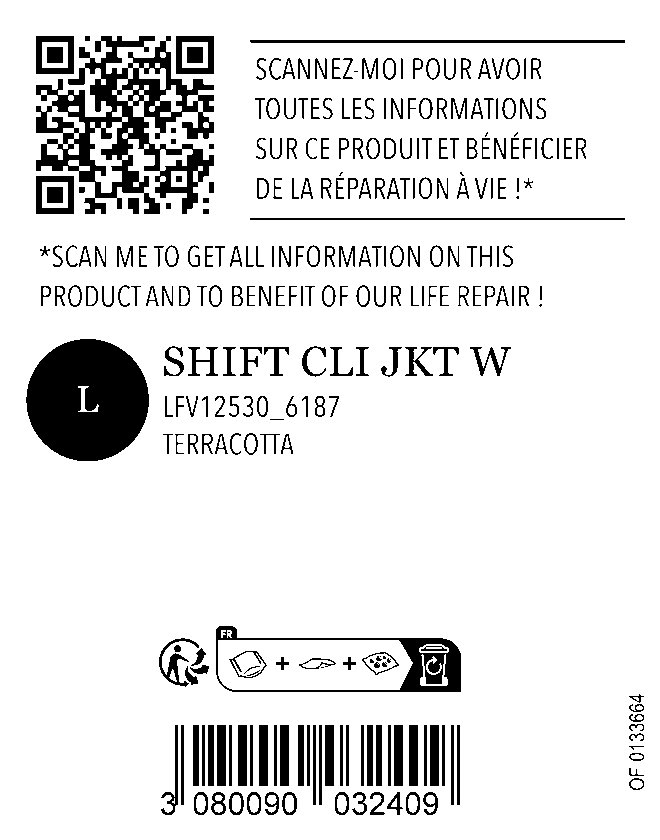 SCANNEZ-MOI POUR AVOIR
TOUTES LES INFORMATIONS
SUR CE PRODUIT ET BÉNÉFICIER
DE LA RÉPARATION À VIE !*
*SCAN ME TO GET ALL INFORMATION ON THIS
PRODUCT AND TO BENEFIT OF OUR LIFE REPAIR !
L
SHIFT CLI JKT W
LFV12530_6187
TERRACOTTA
FR
3 080090 032409
OF 0133664